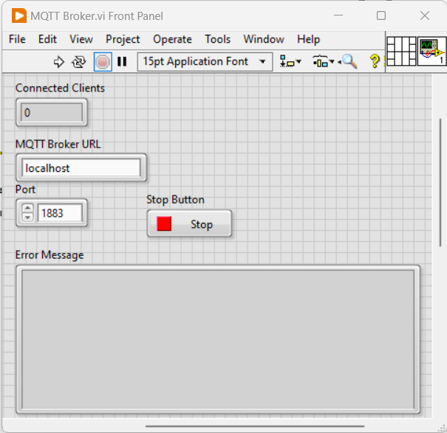 MQTT Broker.vi Front Panel
File Edit View Project Operate Tools Window Help
15pt Application Font
1
Connected Clients
0
MQTT Broker URL
localhost
Port
1883
Stop Button
Stop
Error Message